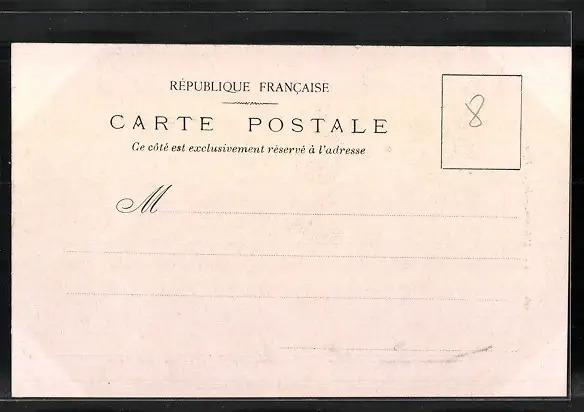 RÉPUBLIQUE FRANÇAISE
CARTE POSTALE
Ce côté est exclusivement réservé à l'adresse
8
M